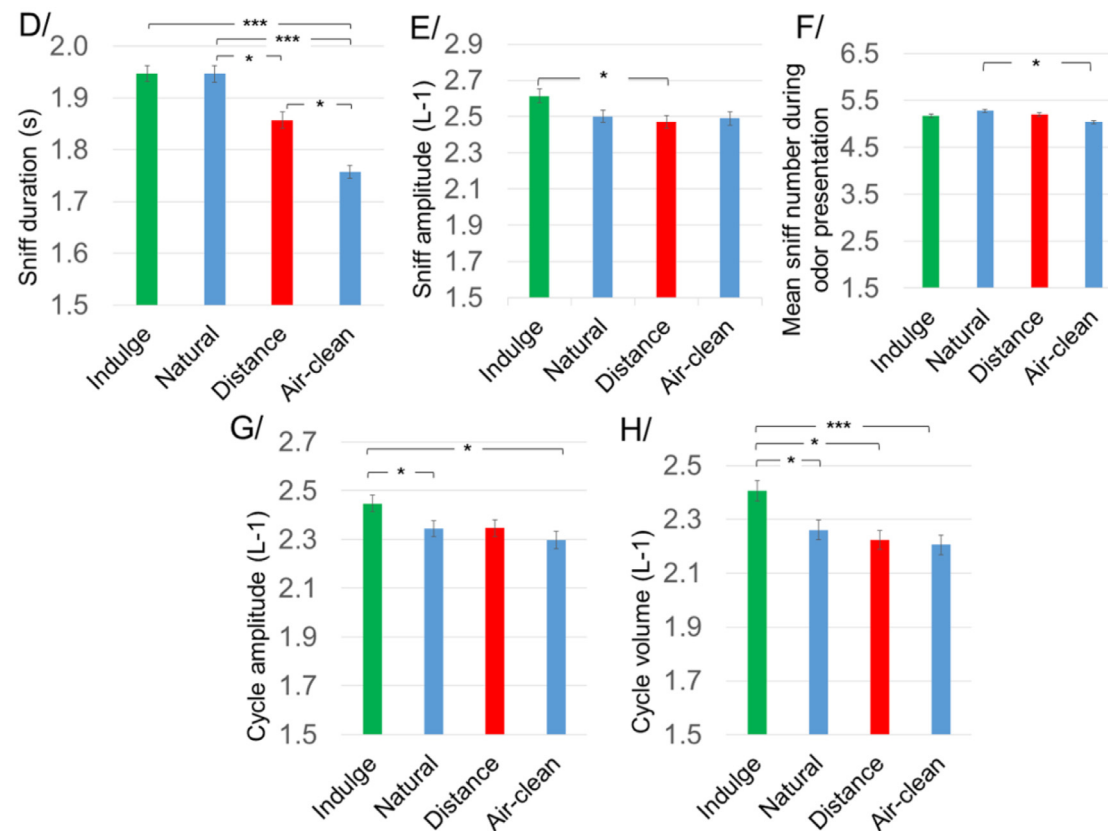 D/
***
***
*
*
2.0
1.9
1.8
1.7
1.6
1.5
Sniff duration (s)
Indulge
Natural
Distance
Air-clean
E/
*
2.9
2.7
2.5
2.3
2.1
1.9
1.7
1.5
Sniff amplitude (L-1)
Indulge
Natural
Distance
Air-clean
F/
*
6.5
5.5
4.5
3.5
2.5
1.5
Mean sniff number during
odor presentation
Indulge
Natural
Distance
Air-clean
G/
*
*
2.7
2.5
2.3
2.1
1.9
1.7
1.5
Cycle amplitude (L-1)
Indulge
Natural
Distance
Air-clean
H/
***
*
*
2.5
2.3
2.1
1.9
1.7
1.5
Cycle volume (L-1)
Indulge
Natural
Distance
Air-clean